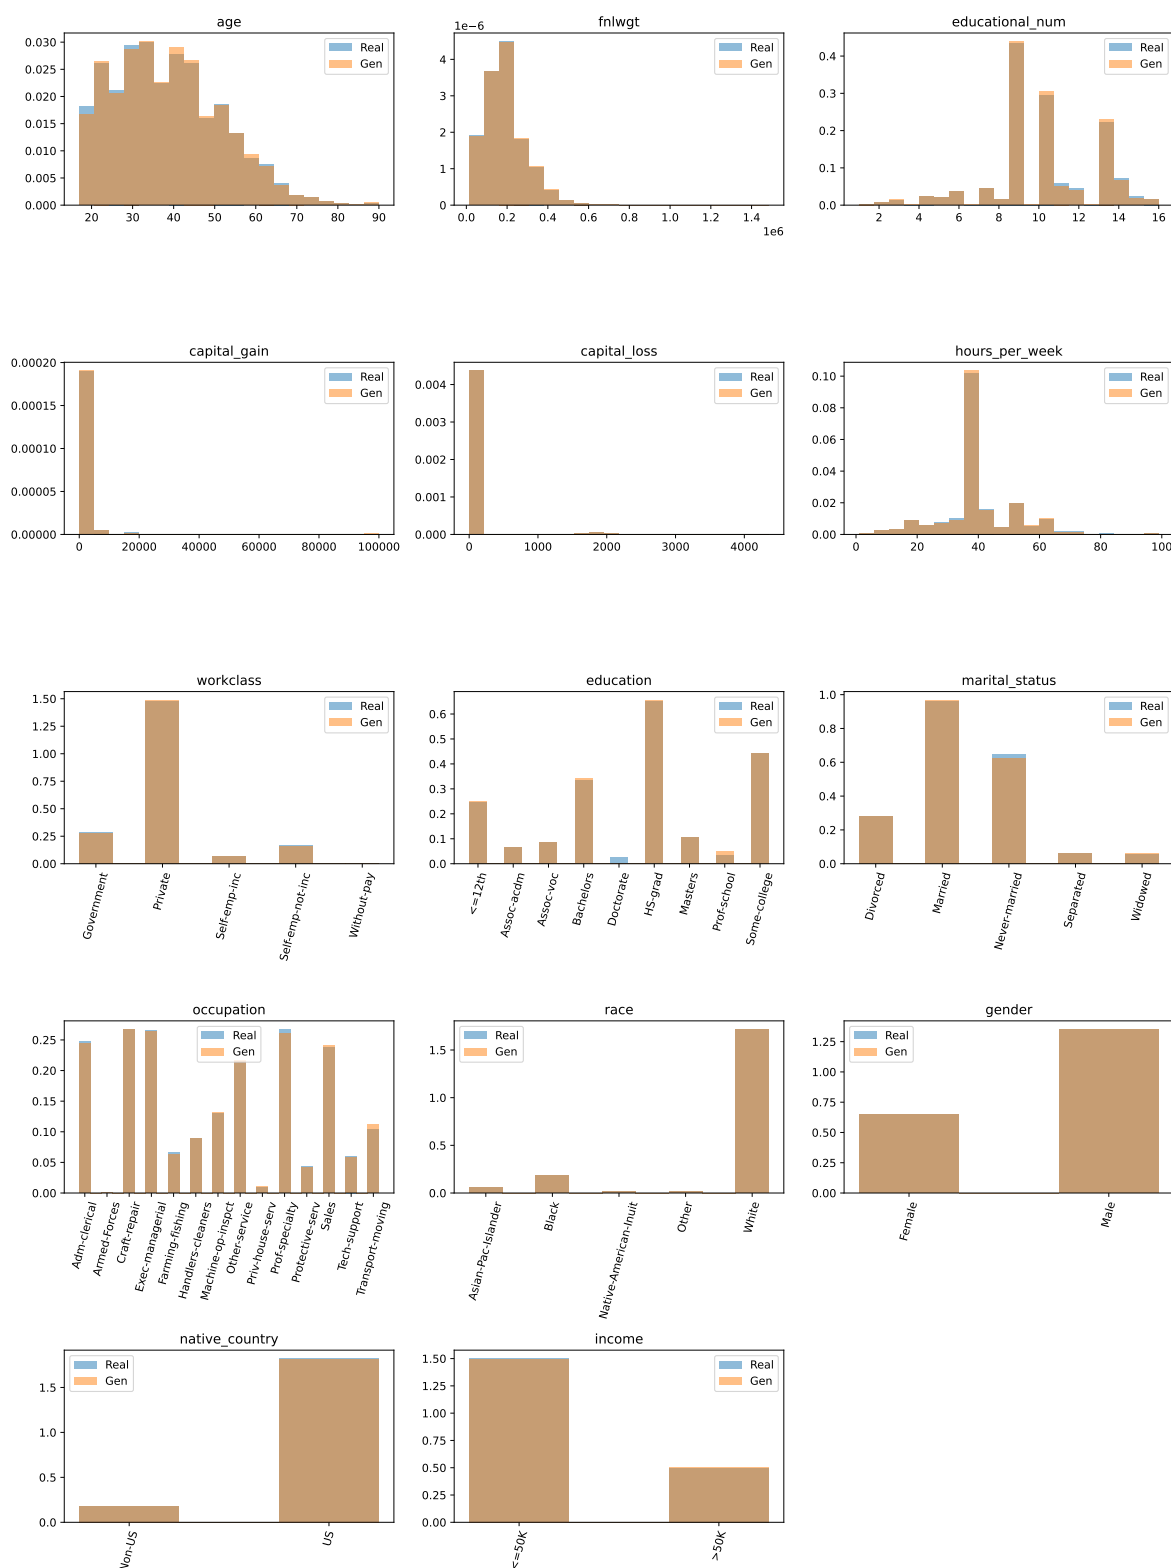 age
0.030
0.025
0.020
0.015
0.010
0.005
0.000
20 30 40 50 60 70 80 90
Real
Gen
fnlwgt
1e−6
4
2
0
0.0 0.2 0.4 0.6 0.8 1.0 1.2 1.4
1e6
Real
Gen
educational_num
0.4
0.3
0.2
0.1
0.0
2 4 6 8 10 12 14 16
Real
Gen
capital_gain
0.00020
0.00015
0.00010
0.00005
0.00000
0 20000 40000 60000 80000 100000
Real
Gen
capital_loss
0.004
0.003
0.002
0.001
0.000
0 1000 2000 3000 4000
Real
Gen
hours_per_week
0.10
0.08
0.06
0.04
0.02
0.00
0 20 40 60 80 100
Real
Gen
workclass
1.50
1.25
1.00
0.75
0.50
0.25
0.00
Government
Private
Self-emp-inc
Self-emp-not-inc
Without-pay
Real
Gen
education
0.6
0.5
0.4
0.3
0.2
0.1
0.0
<=12th
Assoc-acdm
Assoc-voc
Bachelors
Doctorate
HS-grad
Masters
Prof-school
Some-college
Real
Gen
marital_status
1.0
0.8
0.6
0.4
0.2
0.0
Divorced
Married
Never-married
Separated
Widowed
Real
Gen
occupation
0.25
0.20
0.15
0.10
0.05
0.00
Adm-clerical
Armed-Forces
Craft-repair
Exec-managerial
Farming-fishing
Handlers-cleaners
Machine-op-inspct
Other-service
Priv-house-serv
Prof-specialty
Protective-serv
Sales
Tech-support
Transport-moving
Real
Gen
race
1.5
1.0
0.5
0.0
Asian-Pac-Islander
Black
Native-American-Inuit
Other
White
Real
Gen
gender
1.25
1.00
0.75
0.50
0.25
0.00
Female
Male
Real
Gen
native_country
1.5
1.0
0.5
0.0
Non-US
US
Real
Gen
income
1.50
1.25
1.00
0.75
0.50
0.25
0.00
<=50K
>50K
Real
Gen